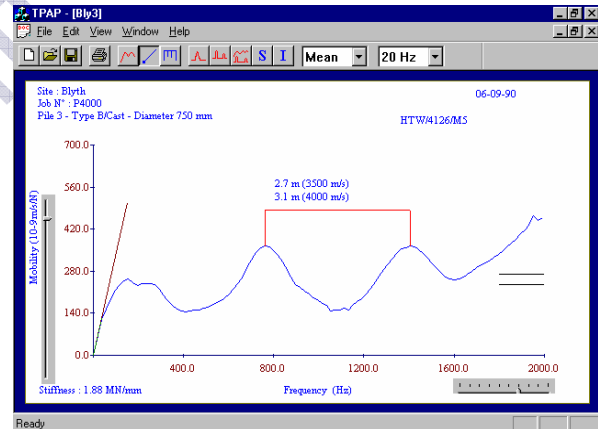 TPAP - [Bly3]
File Edit View Window Help
S I Mean 20 Hz
Site : Blyth
06-09-90
Job N° : P4000
Pile 3 - Type B/Cast - Diameter 750 mm
HTW/4126/M5
700.0
560.0
420.0
280.0
140.0
0.0
Mobility (10-9m/s/N)
2.7 m (3500 m/s)
3.1 m (4000 m/s)
400.0 800.0 1200.0 1600.0 2000.0
Stiffness : 1.88 MN/mm
Frequency (Hz)
Ready